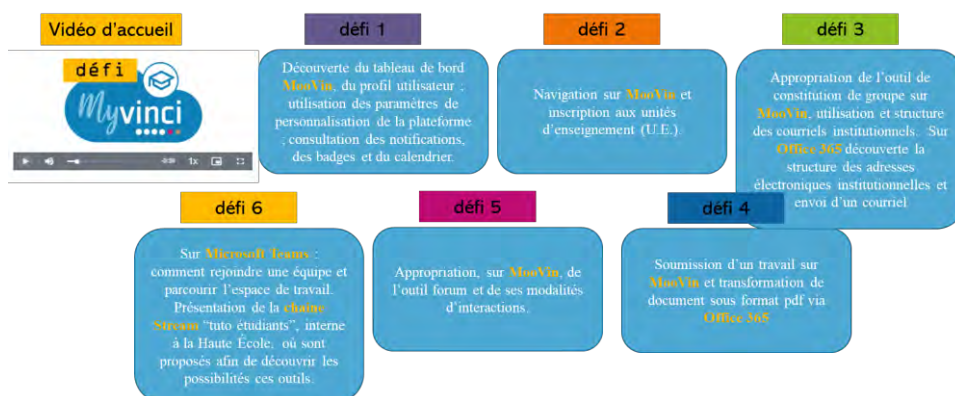 Vidéo d'accueil
défi
Myvinci
1x
défi 1
Découverte du tableau de bord
MooVin, du profil utilisateur :
utilisation des paramètres de
personnalisation de la plateforme
; consultation des notifications,
des badges et du calendrier.
défi 2
Navigation sur MooVin et
inscription aux unités
d'enseignement (U.E.).
défi 3
Appropriation de l'outil de
constitution de groupe sur
MooVin, utilisation et structure
des courriels institutionnels. Sur
Office 365 découverte la
structure des adresses
électroniques institutionnelles et
envoi d'un courriel
défi 6
Sur Microsoft Teams :
comment rejoindre une équipe et
parcourir l'espace de travail.
Présentation de la chaine
Stream "tuto étudiants", interne
à la Haute École, où sont
proposés afin de découvrir les
possibilités ces outils.
défi 5
Appropriation, sur MooVin, de
l'outil forum et de ses modalités
d'interactions.
défi 4
Soumission d'un travail sur
MooVin et transformation de
document sous format pdf via
Office 365